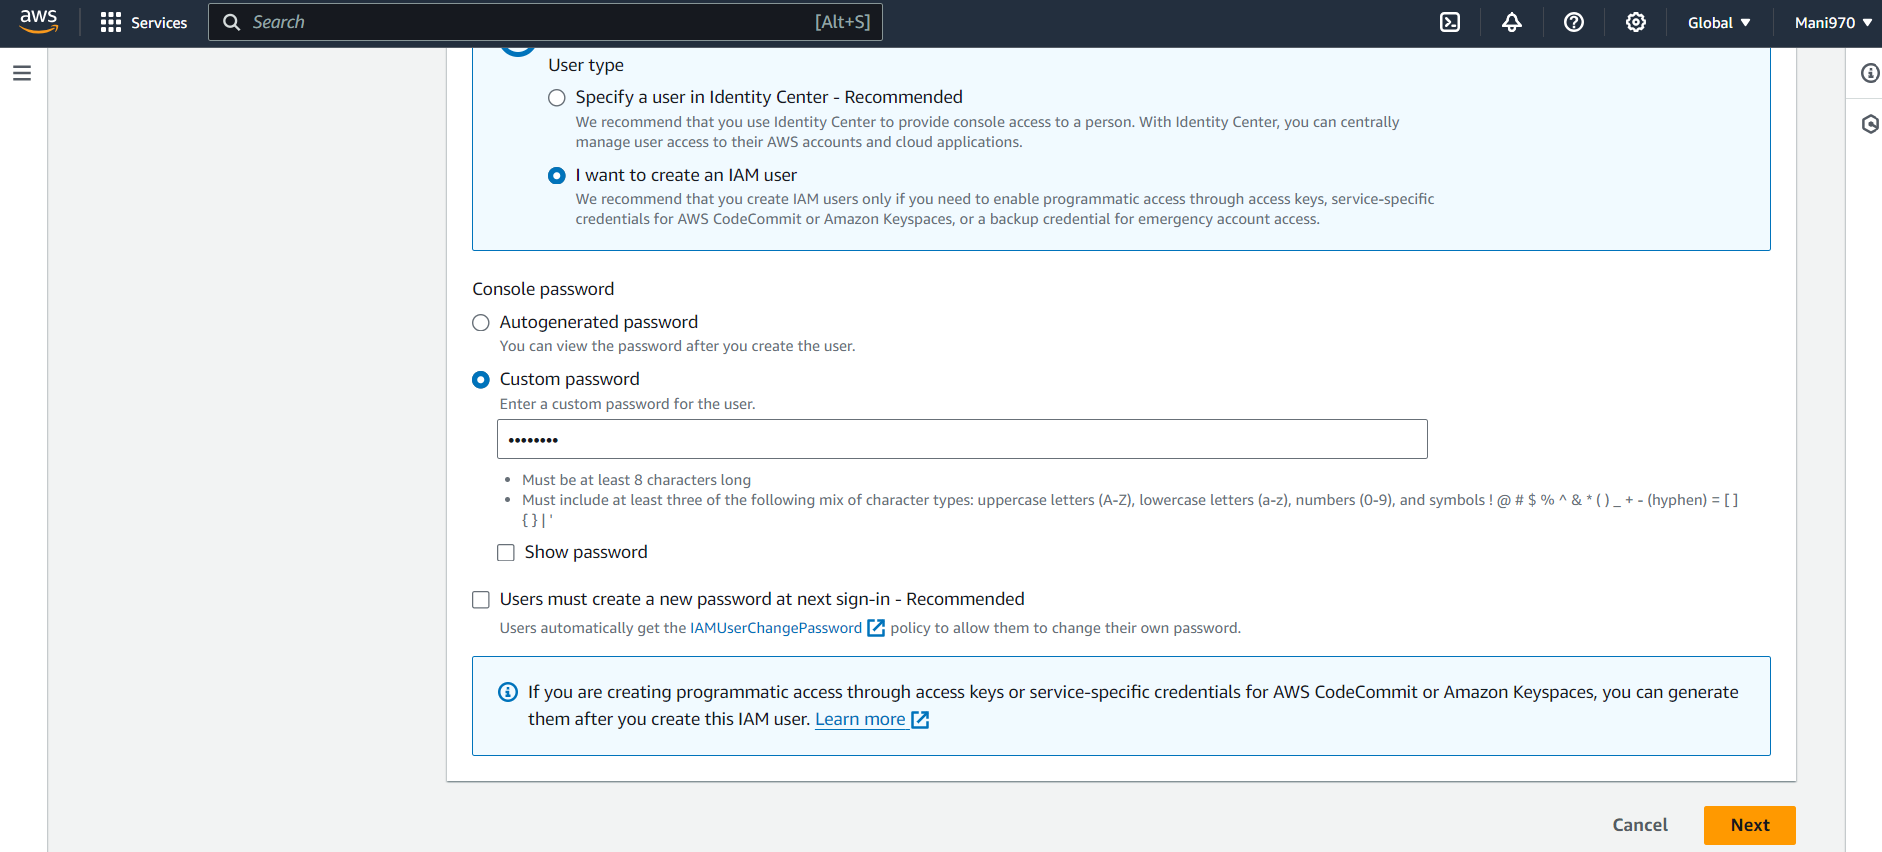 aws
Services
Search
[Alt+S]
Global ▼
Mani970 ▼
User type
Specify a user in Identity Center - Recommended
We recommend that you use Identity Center to provide console access to a person. With Identity Center, you can centrally
manage user access to their AWS accounts and cloud applications.
I want to create an IAM user
We recommend that you create IAM users only if you need to enable programmatic access through access keys, service-specific
credentials for AWS CodeCommit or Amazon Keyspaces, or a backup credential for emergency account access.
Console password
Autogenerated password
You can view the password after you create the user.
Custom password
Enter a custom password for the user.
••••••••
• Must be at least 8 characters long
• Must include at least three of the following mix of character types: uppercase letters (A-Z), lowercase letters (a-z), numbers (0-9), and symbols ! @ # $ % ^ & * ( ) _ + - (hyphen) = [ ]
{ } | '
Show password
Users must create a new password at next sign-in - Recommended
Users automatically get the IAMUserChangePassword policy to allow them to change their own password.
If you are creating programmatic access through access keys or service-specific credentials for AWS CodeCommit or Amazon Keyspaces, you can generate
them after you create this IAM user. Learn more
Cancel
Next